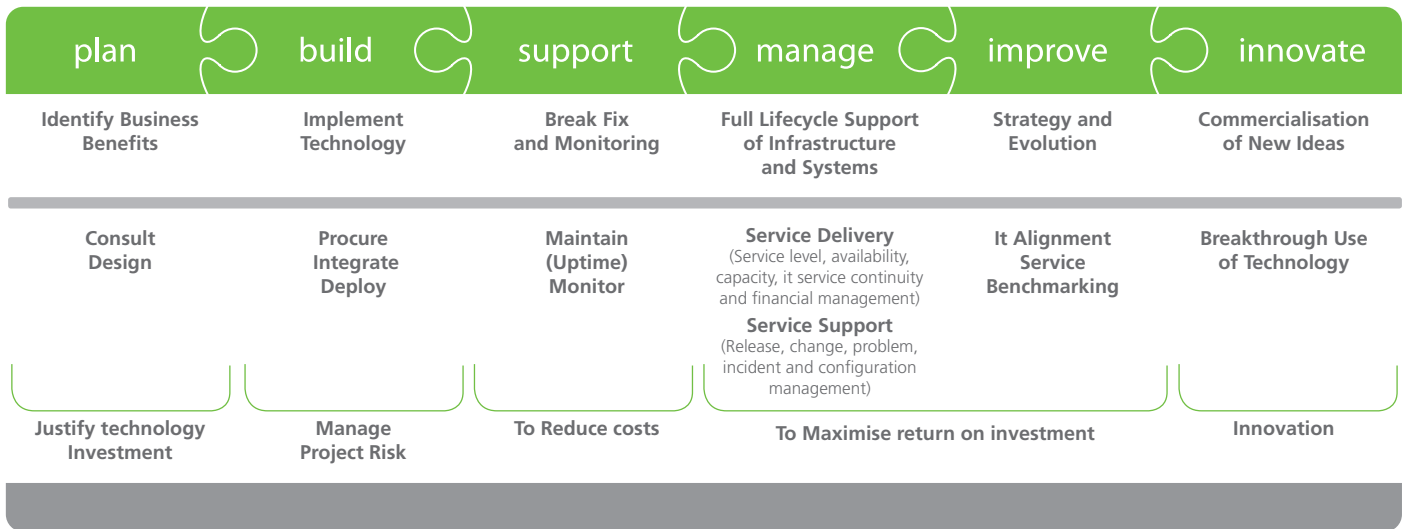 plan
build
support
manage
improve
innovate
Identify Business
Benefits
Implement
Technology
Break Fix
and Monitoring
Full Lifecycle Support
of Infrastructure
and Systems
Strategy and
Evolution
Commercialisation
of New Ideas
Consult
Design
Procure
Integrate
Deploy
Maintain
(Uptime)
Monitor
Service Delivery
(Service level, availability,
capacity, it service continuity
and financial management)
Service Support
(Release, change, problem,
incident and configuration
management)
It Alignment
Service
Benchmarking
Breakthrough Use
of Technology
Justify technology
Investment
Manage
Project Risk
To Reduce costs
To Maximise return on investment
Innovation